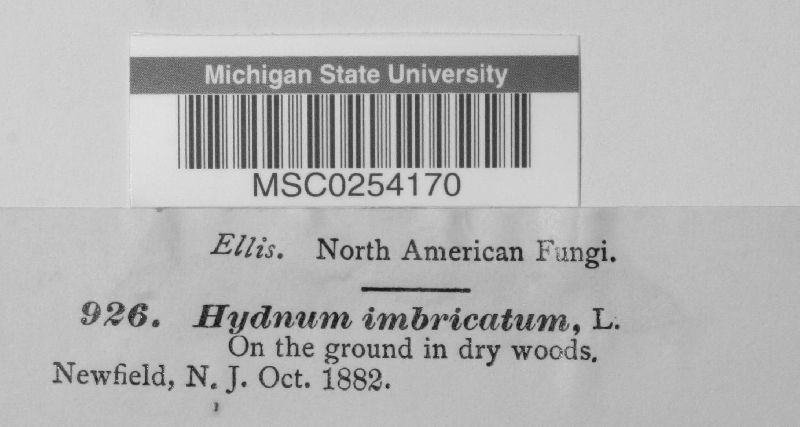 Michigan State University
MSC0254170
Ellis. North American Fungi.
926. Hydnum imbricatum, L.
On the ground in dry woods.
Newfield, N. J. Oct. 1882.